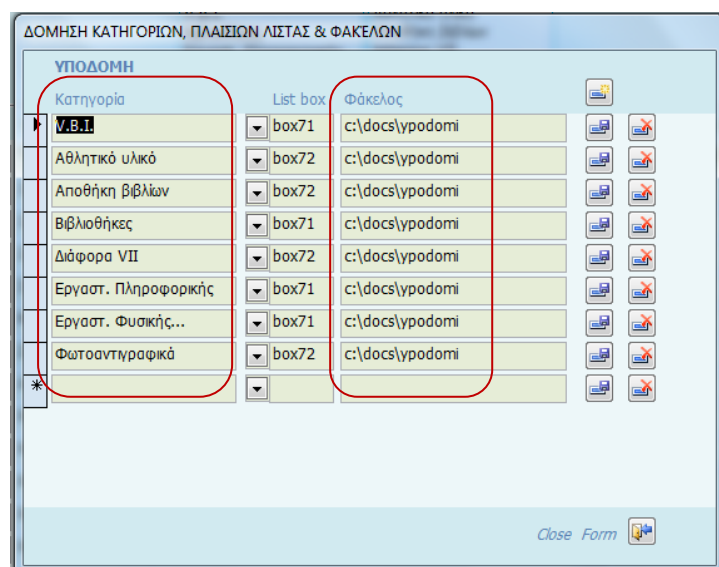 ΔΟΜΗΣΗ ΚΑΤΗΓΟΡΙΩΝ, ΠΛΑΙΣΙΩΝ ΛΙΣΤΑΣ & ΦΑΚΕΛΩΝ
ΥΠΟΔΟΜΗ
Κατηγορία List box Φάκελος
V.B.I. box71 c:\docs\ypodomi
Αθλητικό υλικό box72 c:\docs\ypodomi
Αποθήκη βιβλίων box72 c:\docs\ypodomi
Βιβλιοθήκες box71 c:\docs\ypodomi
Διάφορα VII box72 c:\docs\ypodomi
Εργαστ. Πληροφορικής box71 c:\docs\ypodomi
Εργαστ. Φυσικής... box71 c:\docs\ypodomi
Φωτοαντιγραφικά box72 c:\docs\ypodomi
Close Form